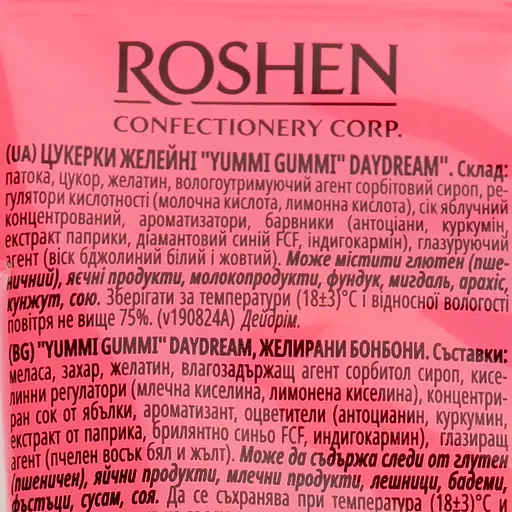 ROSHEN
CONFECTIONERY CORP.
(UA) ЦУКЕРКИ ЖЕЛЕЙНІ "YUMMI GUMMI" DAYDREAM". Склад:
патока, цукор, желатин, вологоутримуючий агент сорбітовий сироп, ре-
гулятори кислотності (молочна кислота, лимонна кислота), сік яблучний
концентрований, ароматизатори, барвники (антоціани, куркумін,
екстракт паприки, діамантовий синій FCF, індигокармін), глазуруючий
агент (віск бджолиний білий і жовтий). Може містити глютен (пше-
ничний), яєчні продукти, молокопродукти, фундук, мигдаль, арахіс,
кунжут, сою. Зберігати за температури (18±3)°C і відносної вологості
повітря не вище 75%. (v190824A) Дейдрім.
(BG) "YUMMI GUMMI" DAYDREAM, ЖЕЛИРАНИ БОНБОНИ. Съставки:
меласа, захар, желатин, влагозадържащ агент сорбитол сироп, кисе-
линни регулатори (млечна киселина, лимонена киселина), концентри-
ран сок от ябълки, ароматизант, оцветители (антоцианин, куркумин,
екстракт от паприка, брилянтно синьо FCF, индигокармин), глазиращ
агент (пчелен восък бял и жълт). Може да съдържа следи от глутен
(пшеничен), яйчни продукти, млечни продукти, лешници, бадеми,
фъстъци, сусам, соя. Да се съхранява при температура (18±3)°C и